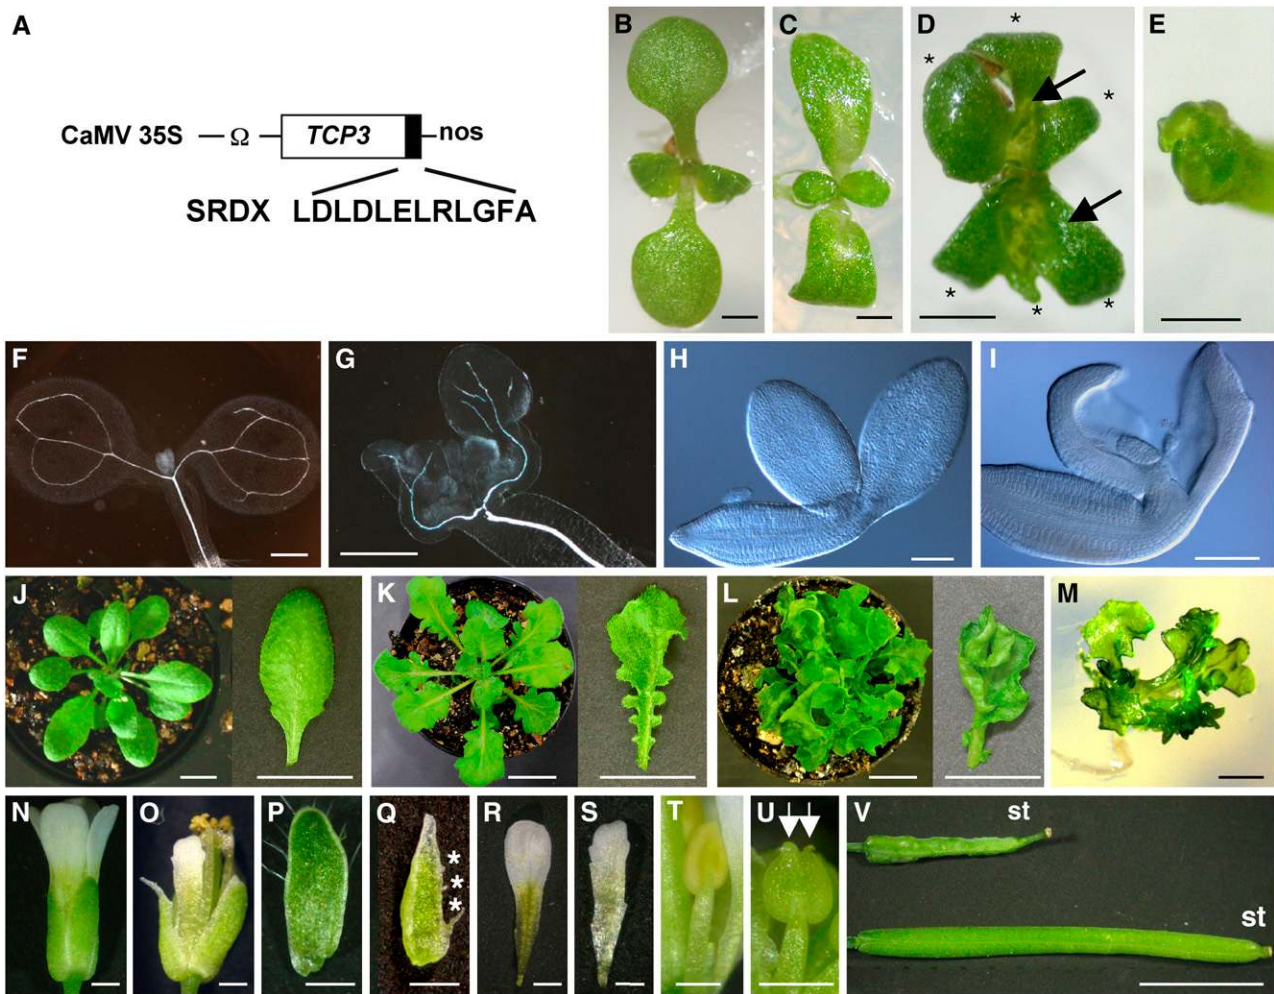 A
CaMV 35S — Ω — TCP3 nos
SRDX LDLDLELRLGFA
B
C
D
*
*
*
*
*
*
E
F
G
H
I
J
K
L
M
N
O
P
Q
*
*
*
R
S
T
U
V
st
st